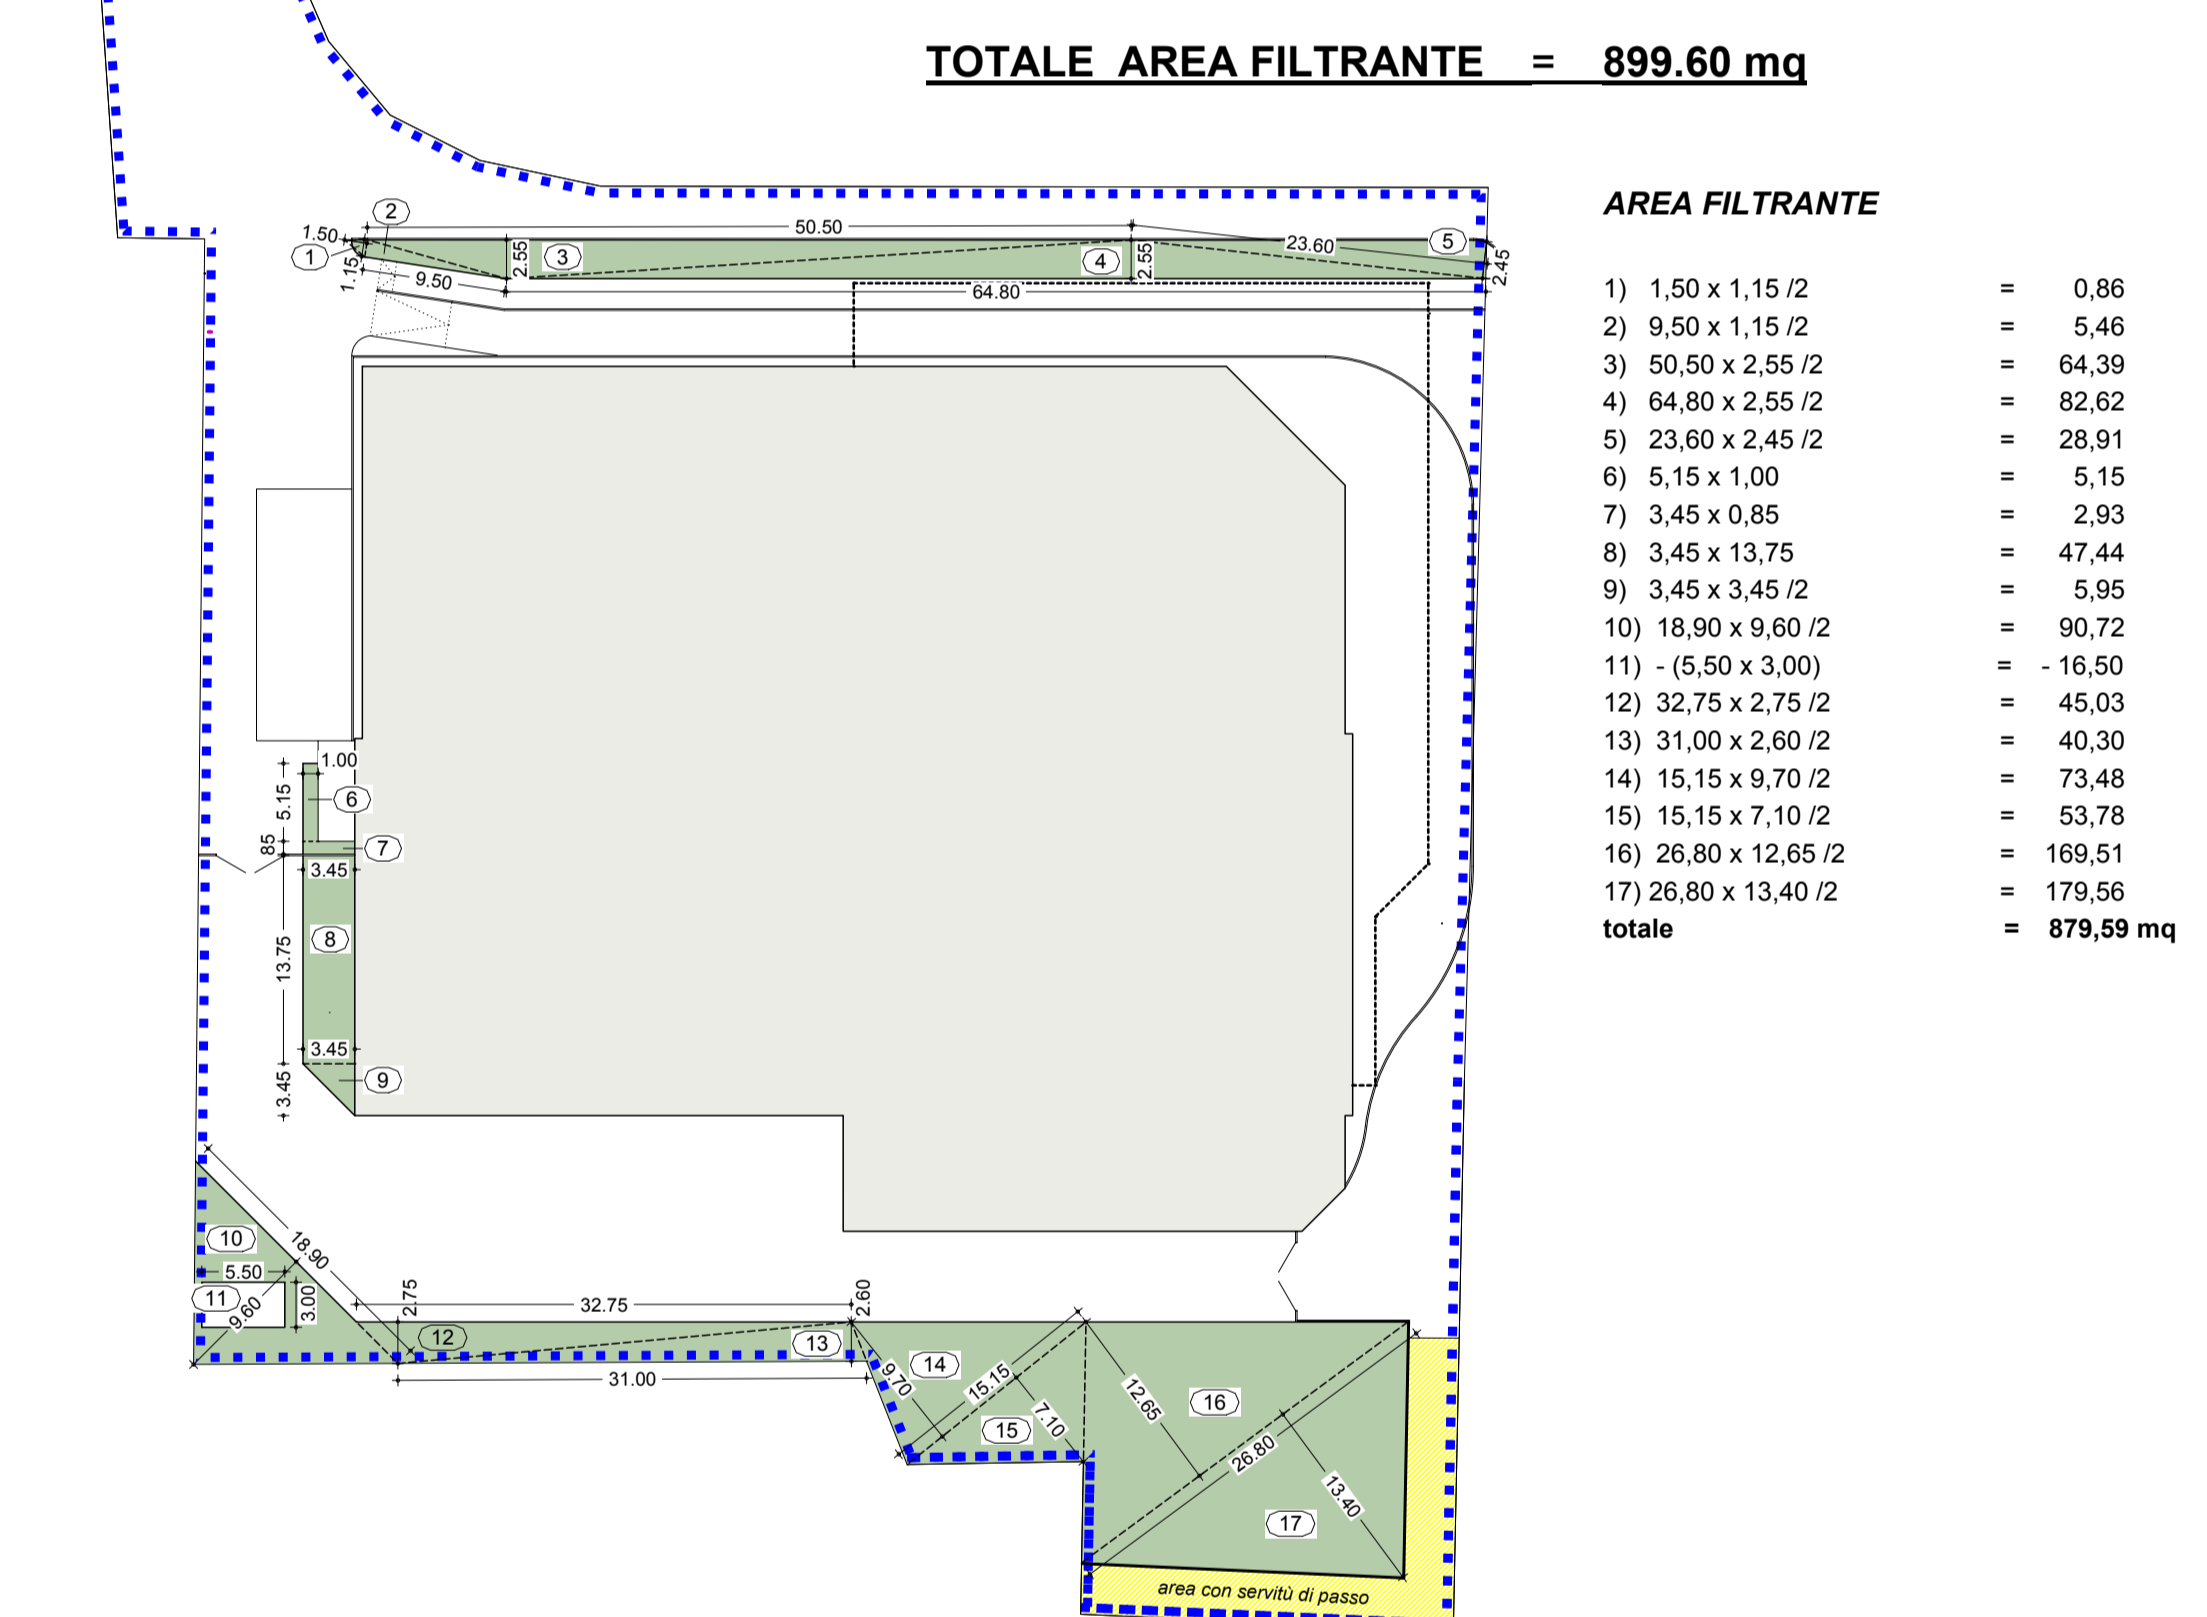 TOTALE AREA FILTRANTE = 899.60 mq
AREA FILTRANTE
1) 1,50 x 1,15 /2 = 0,86
2) 9,50 x 1,15 /2 = 5,46
3) 50,50 x 2,55 /2 = 64,39
4) 64,80 x 2,55 /2 = 82,62
5) 23,60 x 2,45 /2 = 28,91
6) 5,15 x 1,00 = 5,15
7) 3,45 x 0,85 = 2,93
8) 3,45 x 13,75 = 47,44
9) 3,45 x 3,45 /2 = 5,95
10) 18,90 x 9,60 /2 = 90,72
11) - (5,50 x 3,00) = - 16,50
12) 32,75 x 2,75 /2 = 45,03
13) 31,00 x 2,60 /2 = 40,30
14) 15,15 x 9,70 /2 = 73,48
15) 15,15 x 7,10 /2 = 53,78
16) 26,80 x 12,65 /2 = 169,51
17) 26,80 x 13,40 /2 = 179,56
totale = 879,59 mq
2
1.50
50.50
1
1.15
9.50
2.55
3
4
2.55
23.60
5
2.45
64.80
1.00
5.15
6
85
7
3.45
8
13.75
3.45
3.45
9
10
18.90
5.50
11
9.60
3.00
2.75
32.75
2.60
12
13
31.00
9.70
14
15.15
7.10
15
12.65
16
26.80
13.40
17
area con servitù di passo